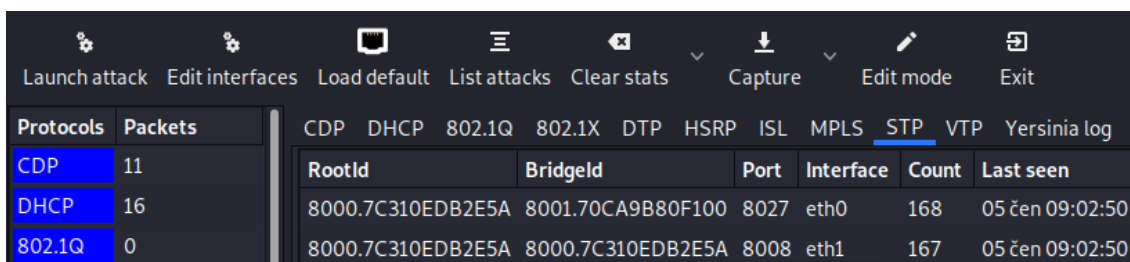 Launch attack Edit interfaces Load default List attacks Clear stats Capture Edit mode Exit
Protocols Packets CDP DHCP 802.1Q 802.1X DTP HSRP ISL MPLS STP VTP Yersinia log
CDP 11 RootId BridgeId Port Interface Count Last seen
DHCP 16 8000.7C310EDB2E5A 8001.70CA9B80F100 8027 eth0 168 05 čen 09:02:50
802.1Q 0 8000.7C310EDB2E5A 8000.7C310EDB2E5A 8008 eth1 167 05 čen 09:02:50